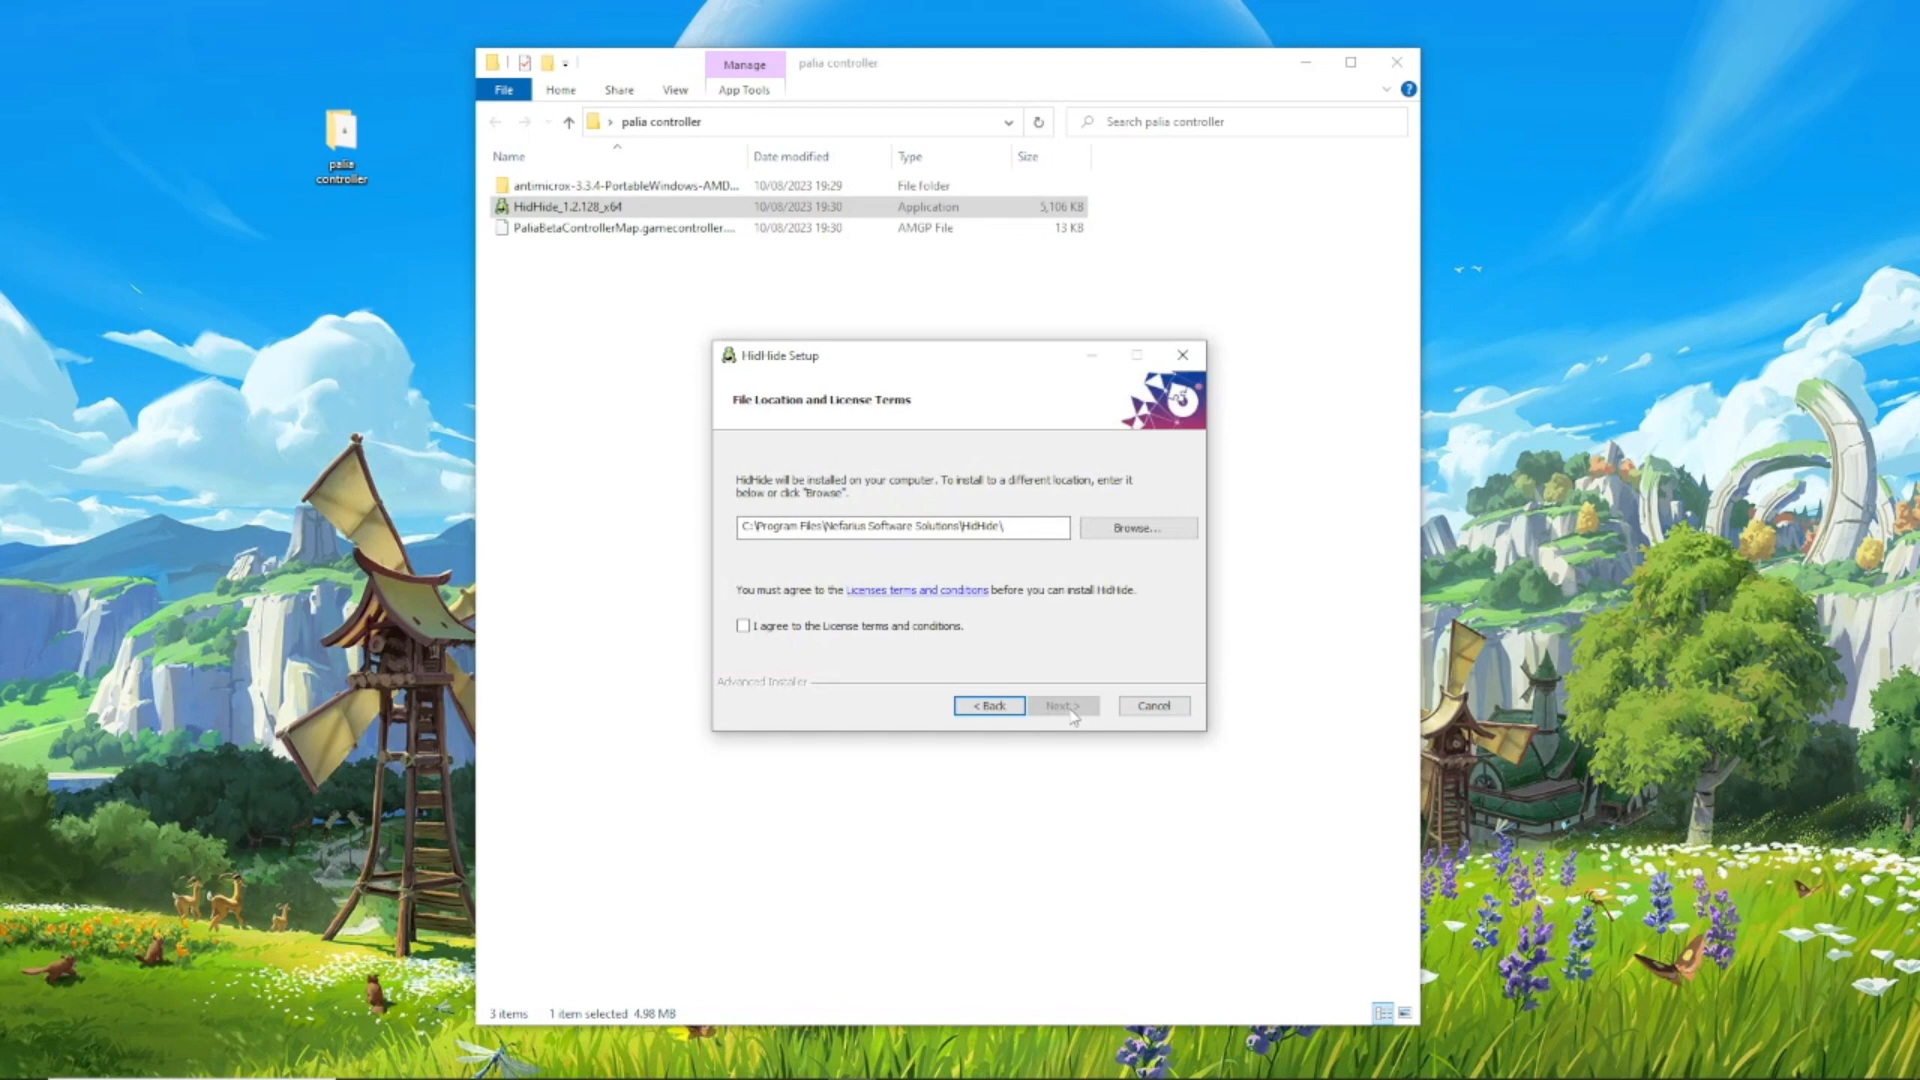 Manage
palia controller
File
Home
Share
View
App Tools
palia controller
Search palia controller
Name
Date modified
Type
Size
antimicrox-3.3.4-PortableWindows-AMD...
10/08/2023 19:29
File folder
HidHide_1.2.128_x64
10/08/2023 19:30
Application
5,106 KB
PaliaBetaControllerMap.gamecontroller....
10/08/2023 19:30
AMGP File
13 KB
palia
controller
HidHide Setup
File Location and License Terms
HidHide will be installed on your computer. To install to a different location, enter it
below or click "Browse".
C:\Program Files\Nefarius Software Solutions\HidHide\
Browse...
You must agree to the Licenses terms and conditions before you can install HidHide.
I agree to the License terms and conditions.
Advanced Installer
< Back
Next >
Cancel
3 items
1 item selected 4.98 MB